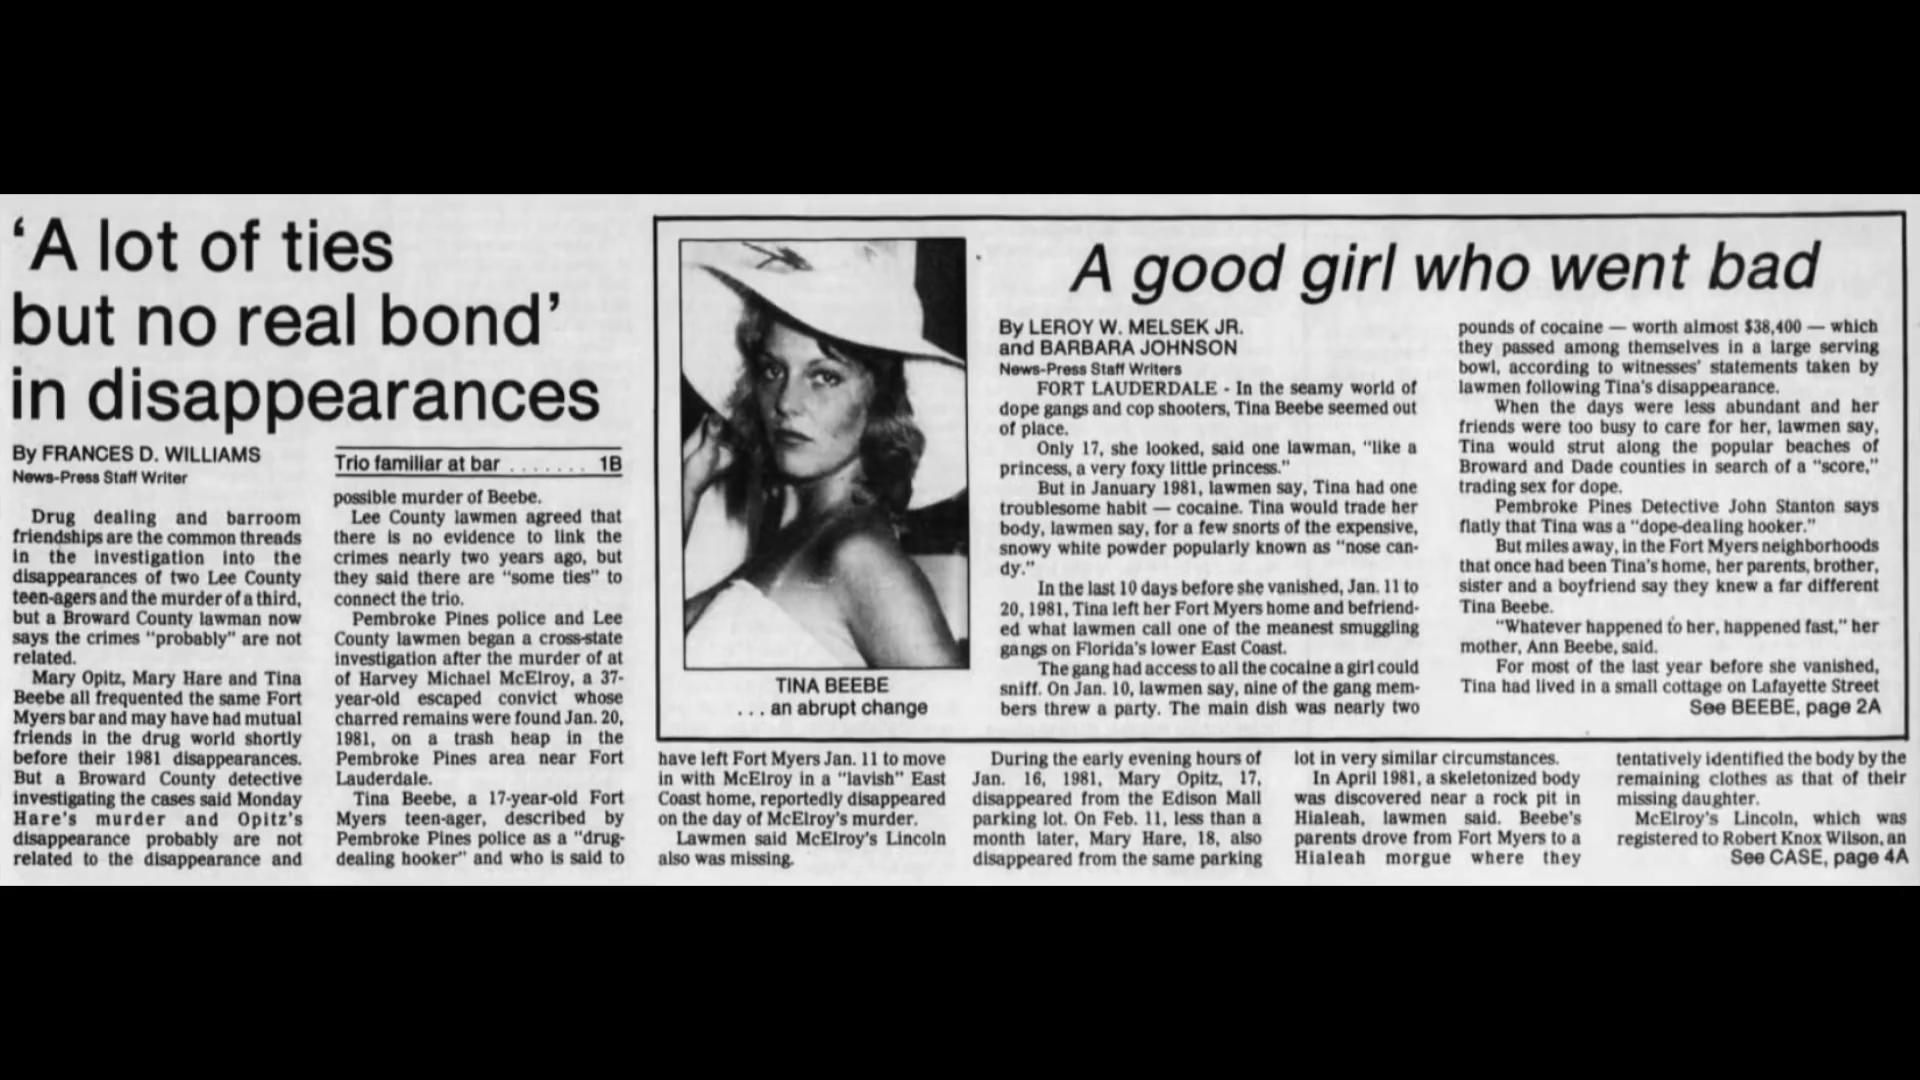 ‘A lot of ties
but no real bond’
in disappearances
By FRANCES D. WILLIAMS
News-Press Staff Writer
Drug dealing and barroom
friendships are the common threads
in the investigation into the
disappearances of two Lee County
teen-agers and the murder of a third,
but a Broward County lawman now
says the crimes "probably" are not
related.
Mary Opitz, Mary Hare and Tina
Beebe all frequented the same Fort
Myers bar and may have had mutual
friends in the drug world shortly
before their 1981 disappearances.
But a Broward County detective
investigating the cases said Monday
Hare's murder and Opitz's
disappearance probably are not
related to the disappearance and
Trio familiar at bar ....... 1B
possible murder of Beebe.
Lee County lawmen agreed that
there is no evidence to link the
crimes nearly two years ago, but
they said there are "some ties" to
connect the trio.
Pembroke Pines police and Lee
County lawmen began a cross-state
investigation after the murder of at
of Harvey Michael McElroy, a 37-
year-old escaped convict whose
charred remains were found Jan. 20,
1981, on a trash heap in the
Pembroke Pines area near Fort
Lauderdale.
Tina Beebe, a 17-year-old Fort
Myers teen-ager, described by
Pembroke Pines police as a "drug-
dealing hooker" and who is said to
have left Fort Myers Jan. 11 to move
in with McElroy in a "lavish" East
Coast home, reportedly disappeared
on the day of McElroy's murder.
Lawmen said McElroy's Lincoln
also was missing.
During the early evening hours of
Jan. 16, 1981, Mary Opitz, 17,
disappeared from the Edison Mall
parking lot. On Feb. 11, less than a
month later, Mary Hare, 18, also
disappeared from the same parking
lot in very similar circumstances.
In April 1981, a skeletonized body
was discovered near a rock pit in
Hialeah, lawmen said. Beebe's
parents drove from Fort Myers to a
Hialeah morgue where they
tentatively identified the body by the
remaining clothes as that of their
missing daughter.
McElroy's Lincoln, which was
registered to Robert Knox Wilson, an
See CASE, page 4A
TINA BEEBE
... an abrupt change
A good girl who went bad
By LEROY W. MELSEK JR.
and BARBARA JOHNSON
News-Press Staff Writers
FORT LAUDERDALE - In the seamy world of
dope gangs and cop shooters, Tina Beebe seemed out
of place.
Only 17, she looked, said one lawman, "like a
princess, a very foxy little princess."
But in January 1981, lawmen say, Tina had one
troublesome habit — cocaine. Tina would trade her
body, lawmen say, for a few snorts of the expensive,
snowy white powder popularly known as "nose can-
dy."
In the last 10 days before she vanished, Jan. 11 to
20, 1981, Tina left her Fort Myers home and befriend-
ed what lawmen call one of the meanest smuggling
gangs on Florida's lower East Coast.
The gang had access to all the cocaine a girl could
sniff. On Jan. 10, lawmen say, nine of the gang mem-
bers threw a party. The main dish was nearly two
pounds of cocaine — worth almost $38,400 — which
they passed among themselves in a large serving
bowl, according to witnesses' statements taken by
lawmen following Tina's disappearance.
When the days were less abundant and her
friends were too busy to care for her, lawmen say,
Tina would strut along the popular beaches of
Broward and Dade counties in search of a "score,"
trading sex for dope.
Pembroke Pines Detective John Stanton says
flatly that Tina was a "dope-dealing hooker."
But miles away, in the Fort Myers neighborhoods
that once had been Tina's home, her parents, brother,
sister and a boyfriend say they knew a far different
Tina Beebe.
"Whatever happened to her, happened fast," her
mother, Ann Beebe, said.
For most of the last year before she vanished,
Tina had lived in a small cottage on Lafayette Street
See BEEBE, page 2A